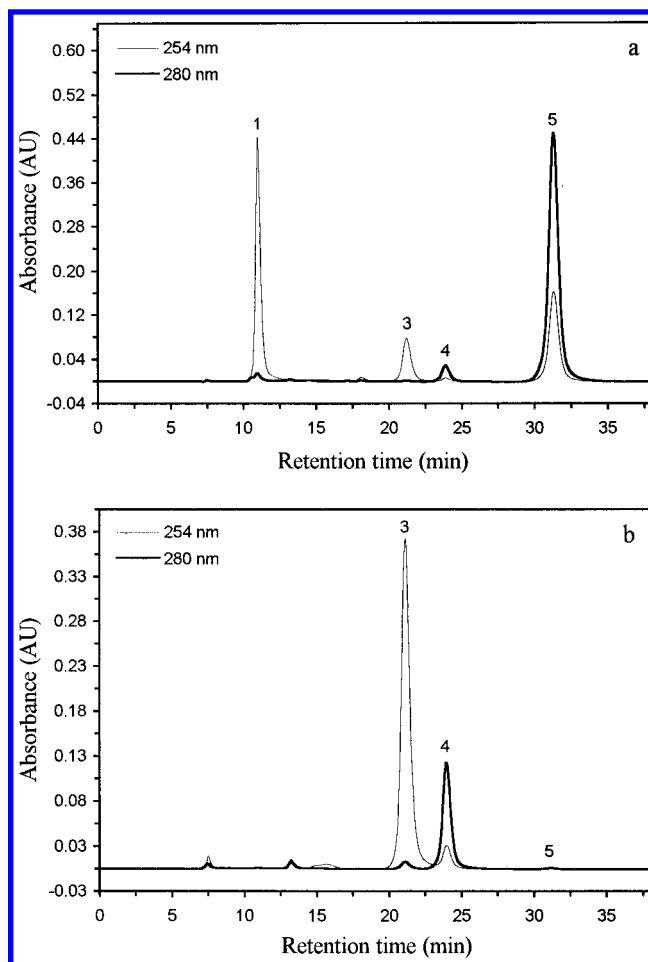 254 nm
280 nm
a
0.60
0.52
0.44
0.36
0.28
0.20
0.12
0.04
-0.04
Absorbance (AU)
1
3
4
5
0 5 10 15 20 25 30 35
Retention time (min)
254 nm
280 nm
b
0.38
0.33
0.28
0.23
0.18
0.13
0.08
0.03
-0.03
Absorbance (AU)
3
4
5
0 5 10 15 20 25 30 35
Retention time (min)